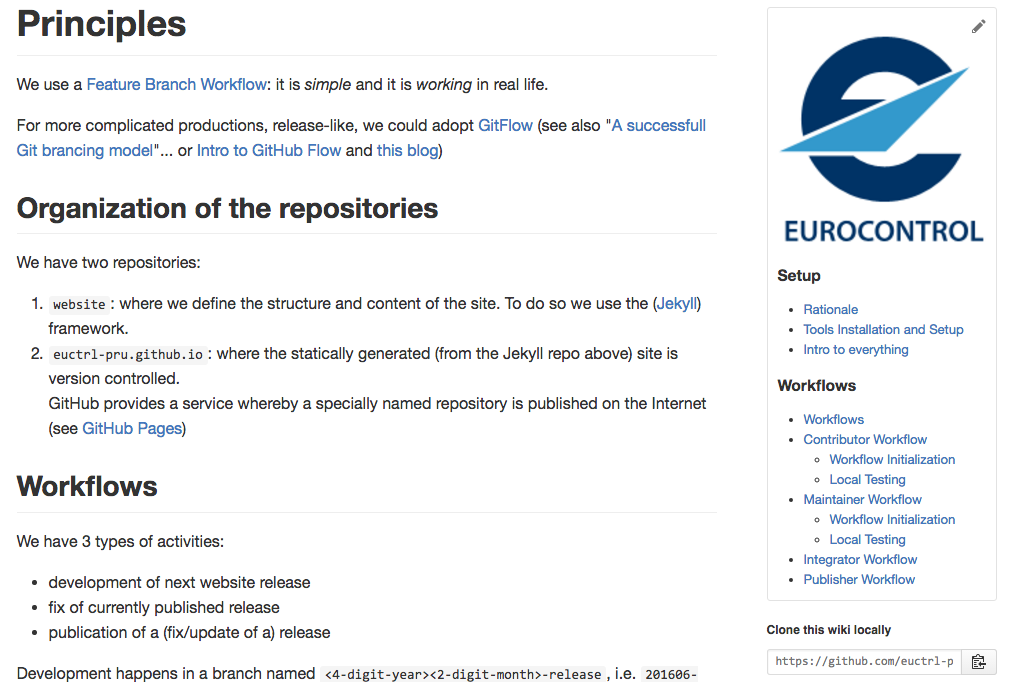 Principles
We use a Feature Branch Workflow: it is simple and it is working in real life.
For more complicated productions, release-like, we could adopt GitFlow (see also "A successfull
Git brancing model"... or Intro to GitHub Flow and this blog)
Organization of the repositories
We have two repositories:
1. website : where we define the structure and content of the site. To do so we use the (Jekyll)
framework.
2. euctrl-pru.github.io : where the statically generated (from the Jekyll repo above) site is
version controlled.
GitHub provides a service whereby a specially named repository is published on the Internet
(see GitHub Pages)
Workflows
We have 3 types of activities:
• development of next website release
• fix of currently published release
• publication of a (fix/update of a) release
Development happens in a branch named <4-digit-year><2-digit-month>-release , i.e. 201606-
EUROCONTROL
Setup
• Rationale
• Tools Installation and Setup
• Intro to everything
Workflows
• Workflows
• Contributor Workflow
◦ Workflow Initialization
◦ Local Testing
• Maintainer Workflow
◦ Workflow Initialization
◦ Local Testing
• Integrator Workflow
• Publisher Workflow
Clone this wiki locally
https://github.com/euctrl-p